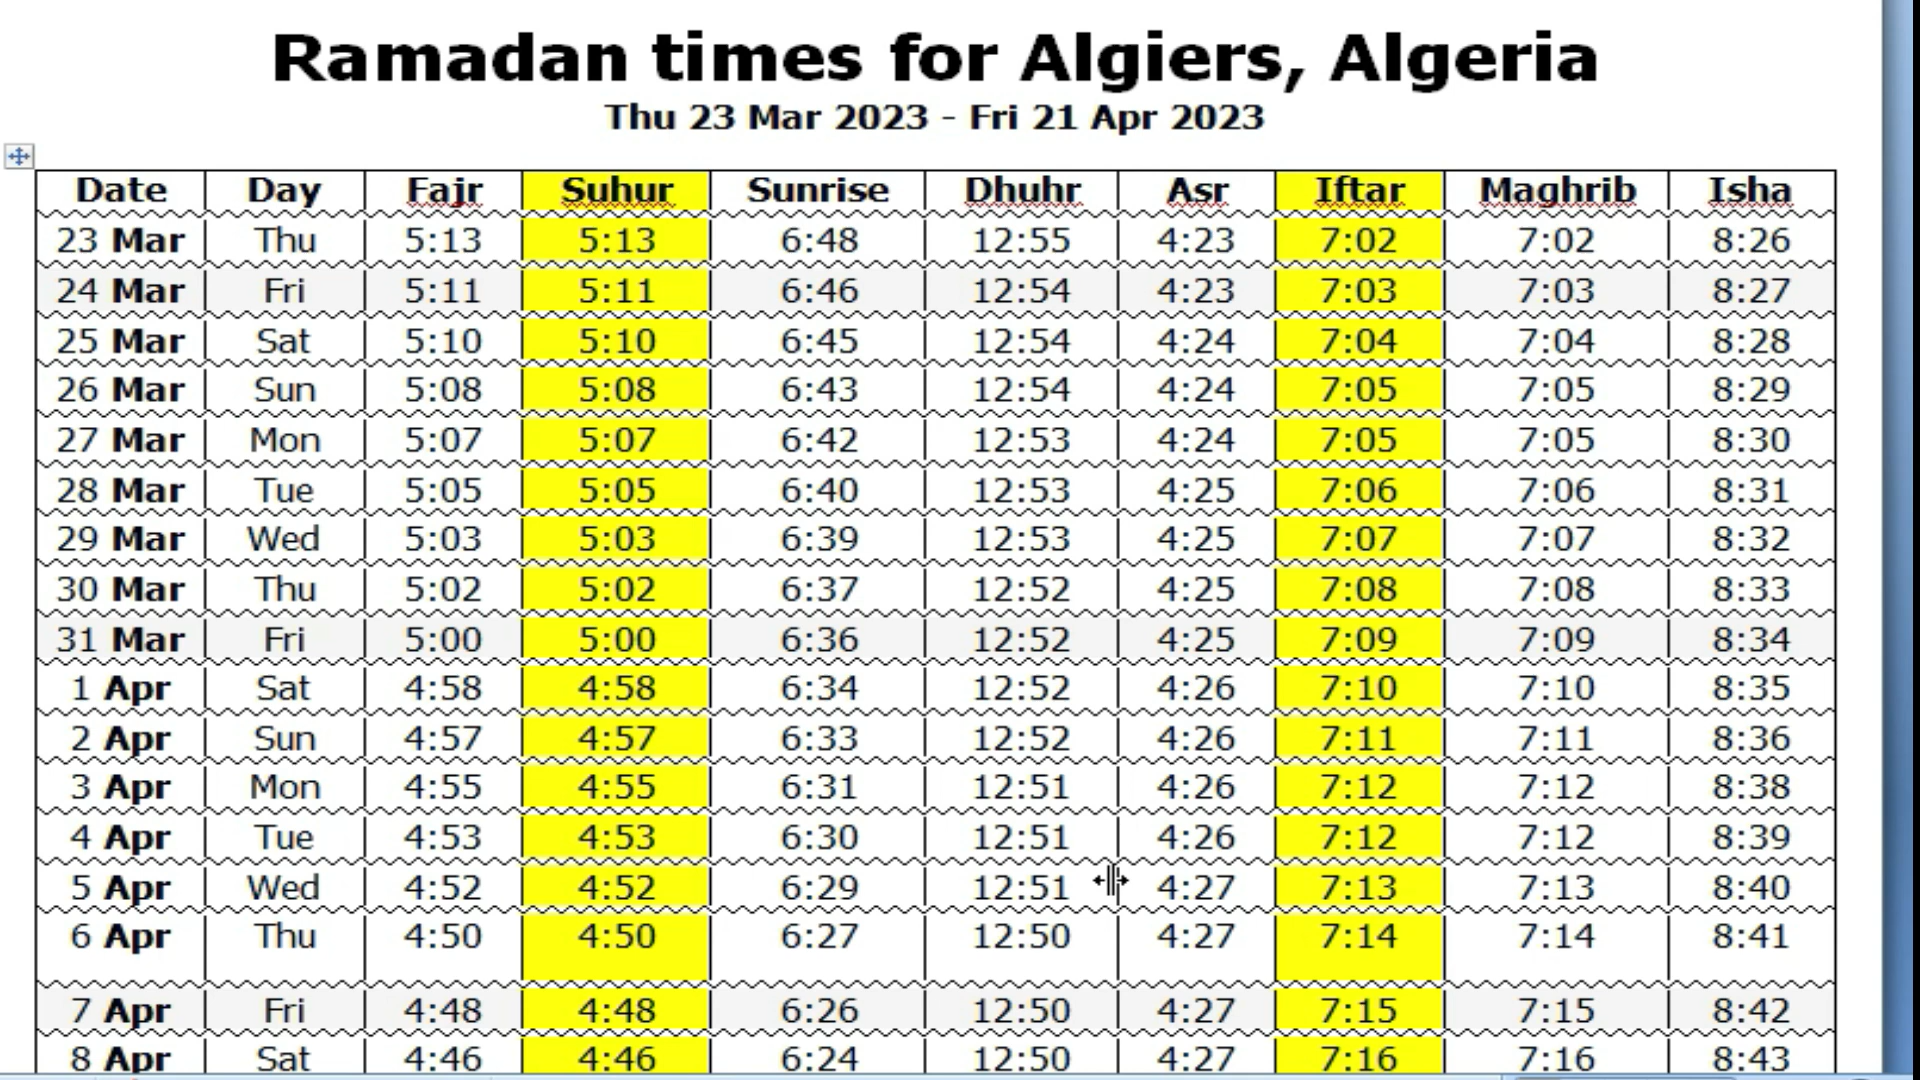 Ramadan times for Algiers, Algeria
Thu 23 Mar 2023 - Fri 21 Apr 2023
Date Day Fajr Suhur Sunrise Dhuhr Asr Iftar Maghrib Isha
23 Mar Thu 5:13 5:13 6:48 12:55 4:23 7:02 7:02 8:26
24 Mar Fri 5:11 5:11 6:46 12:54 4:23 7:03 7:03 8:27
25 Mar Sat 5:10 5:10 6:45 12:54 4:24 7:04 7:04 8:28
26 Mar Sun 5:08 5:08 6:43 12:54 4:24 7:05 7:05 8:29
27 Mar Mon 5:07 5:07 6:42 12:53 4:24 7:05 7:05 8:30
28 Mar Tue 5:05 5:05 6:40 12:53 4:25 7:06 7:06 8:31
29 Mar Wed 5:03 5:03 6:39 12:53 4:25 7:07 7:07 8:32
30 Mar Thu 5:02 5:02 6:37 12:52 4:25 7:08 7:08 8:33
31 Mar Fri 5:00 5:00 6:36 12:52 4:25 7:09 7:09 8:34
1 Apr Sat 4:58 4:58 6:34 12:52 4:26 7:10 7:10 8:35
2 Apr Sun 4:57 4:57 6:33 12:52 4:26 7:11 7:11 8:36
3 Apr Mon 4:55 4:55 6:31 12:51 4:26 7:12 7:12 8:38
4 Apr Tue 4:53 4:53 6:30 12:51 4:26 7:12 7:12 8:39
5 Apr Wed 4:52 4:52 6:29 12:51 4:27 7:13 7:13 8:40
6 Apr Thu 4:50 4:50 6:27 12:50 4:27 7:14 7:14 8:41
7 Apr Fri 4:48 4:48 6:26 12:50 4:27 7:15 7:15 8:42
8 Apr Sat 4:46 4:46 6:24 12:50 4:27 7:16 7:16 8:43